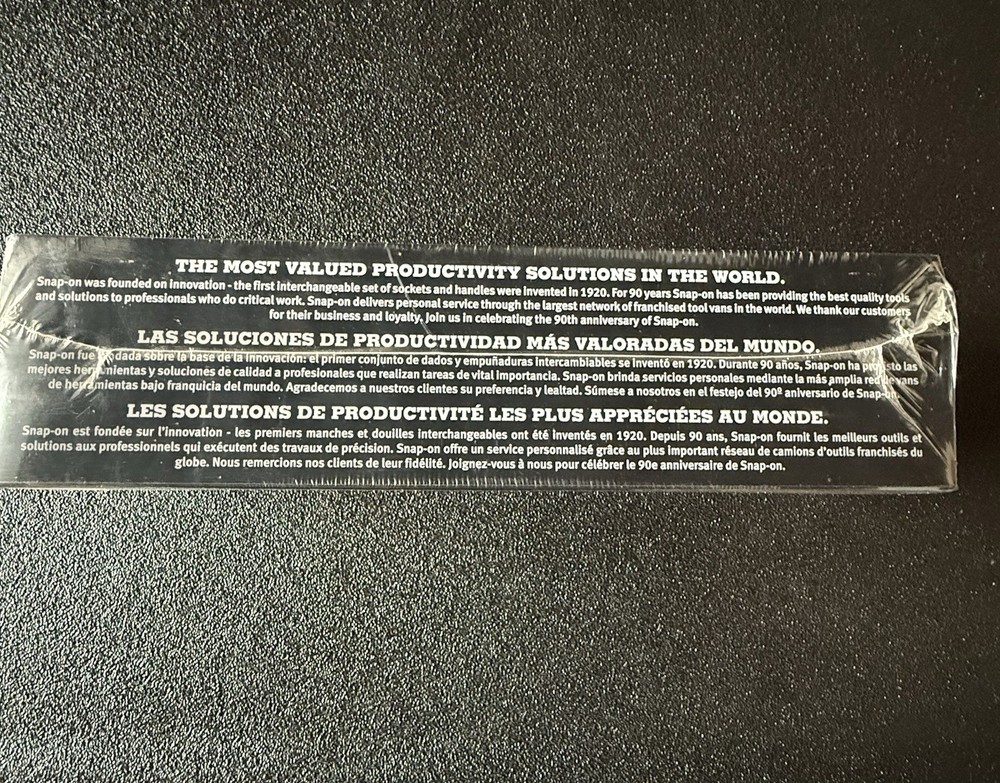 THE MOST VALUED PRODUCTIVITY SOLUTIONS IN THE WORLD.
Snap-on was founded on innovation - the first interchangeable set of sockets and handles were invented in 1920. For 90 years Snap-on has been providing the best quality tools
and solutions to professionals who do critical work. Snap-on delivers personal service through the largest network of franchised tool vans in the world. We thank our customers
for their business and loyalty. Join us in celebrating the 90th anniversary of Snap-on.
LAS SOLUCIONES DE PRODUCTIVIDAD MÁS VALORADAS DEL MUNDO.
Snap-on fue fundada sobre la base de la innovación: el primer conjunto de dados y empuñaduras intercambiables se inventó en 1920. Durante 90 años, Snap-on ha provisto las
mejores herramientas y soluciones de calidad a profesionales que realizan tareas de vital importancia. Snap-on brinda servicios personales mediante la más amplia red de vans
de herramientas bajo franquicia del mundo. Agradecemos a nuestros clientes su preferencia y lealtad. Súmese a nosotros en el festejo del 90º aniversario de Snap-on.
LES SOLUTIONS DE PRODUCTIVITÉ LES PLUS APPRÉCIÉES AU MONDE.
Snap-on est fondée sur l'innovation - les premiers manches et douilles interchangeables ont été inventés en 1920. Depuis 90 ans, Snap-on fournit les meilleurs outils et
solutions aux professionnels qui exécutent des travaux de précision. Snap-on offre un service personnalisé grâce au plus important réseau de camions d'outils franchisés du
globe. Nous remercions nos clients de leur fidélité. Joignez-vous à nous pour célébrer le 90e anniversaire de Snap-on.